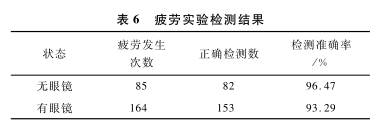 表 6 疲劳实验检测结果
状态 疲劳发生次数 正确检测数 检测准确率/%
无眼镜 85 82 96.47
有眼镜 164 153 93.29